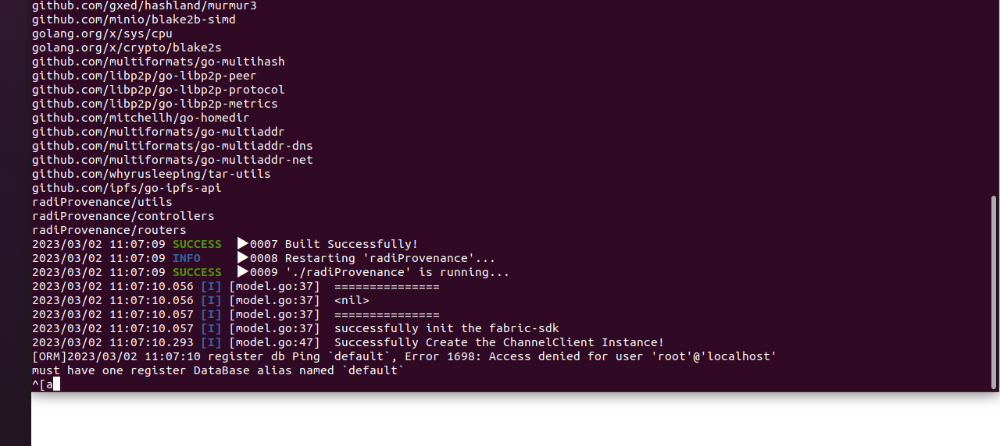 github.com/gxed/hashland/murmur3
github.com/minio/blake2b-simd
golang.org/x/sys/cpu
golang.org/x/crypto/blake2s
github.com/multiformats/go-multihash
github.com/libp2p/go-libp2p-peer
github.com/libp2p/go-libp2p-protocol
github.com/libp2p/go-libp2p-metrics
github.com/mitchellh/go-homedir
github.com/multiformats/go-multiaddr
github.com/multiformats/go-multiaddr-dns
github.com/multiformats/go-multiaddr-net
github.com/whyrusleeping/tar-utils
github.com/ipfs/go-ipfs-api
radiProvenance/utils
radiProvenance/controllers
radiProvenance/routers
2023/03/02 11:07:09 SUCCESS  ▶0007 Built Successfully!
2023/03/02 11:07:09 INFO     ▶0008 Restarting 'radiProvenance'...
2023/03/02 11:07:09 SUCCESS  ▶0009 './radiProvenance' is running...
2023/03/02 11:07:10.056 [I] [model.go:37]  ===============
2023/03/02 11:07:10.056 [I] [model.go:37]  <nil>
2023/03/02 11:07:10.057 [I] [model.go:37]  ===============
2023/03/02 11:07:10.057 [I] [model.go:37]  successfully init the fabric-sdk
2023/03/02 11:07:10.293 [I] [model.go:47]  Successfully Create the ChannelClient Instance!
[ORM]2023/03/02 11:07:10 register db Ping `default`, Error 1698: Access denied for user 'root'@'localhost'
must have one register DataBase alias named `default`
^[a